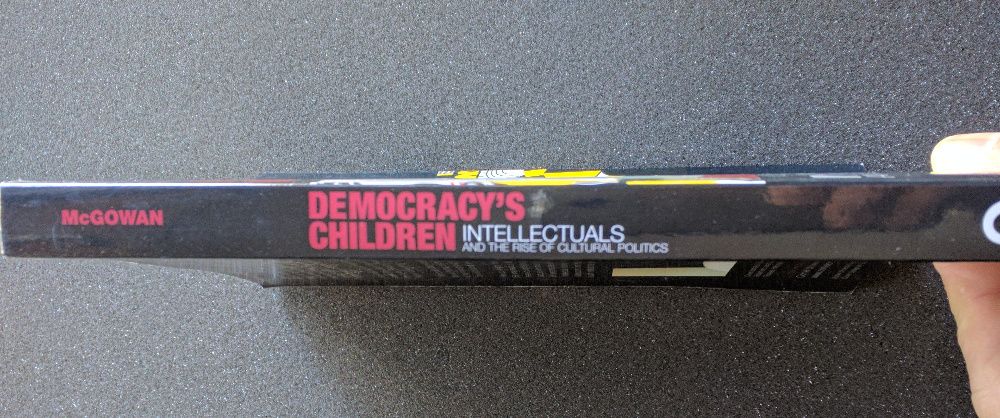 McGOWAN
DEMOCRACY'S
CHILDREN INTELLECTUALS
AND THE RISE OF CULTURAL POLITICS